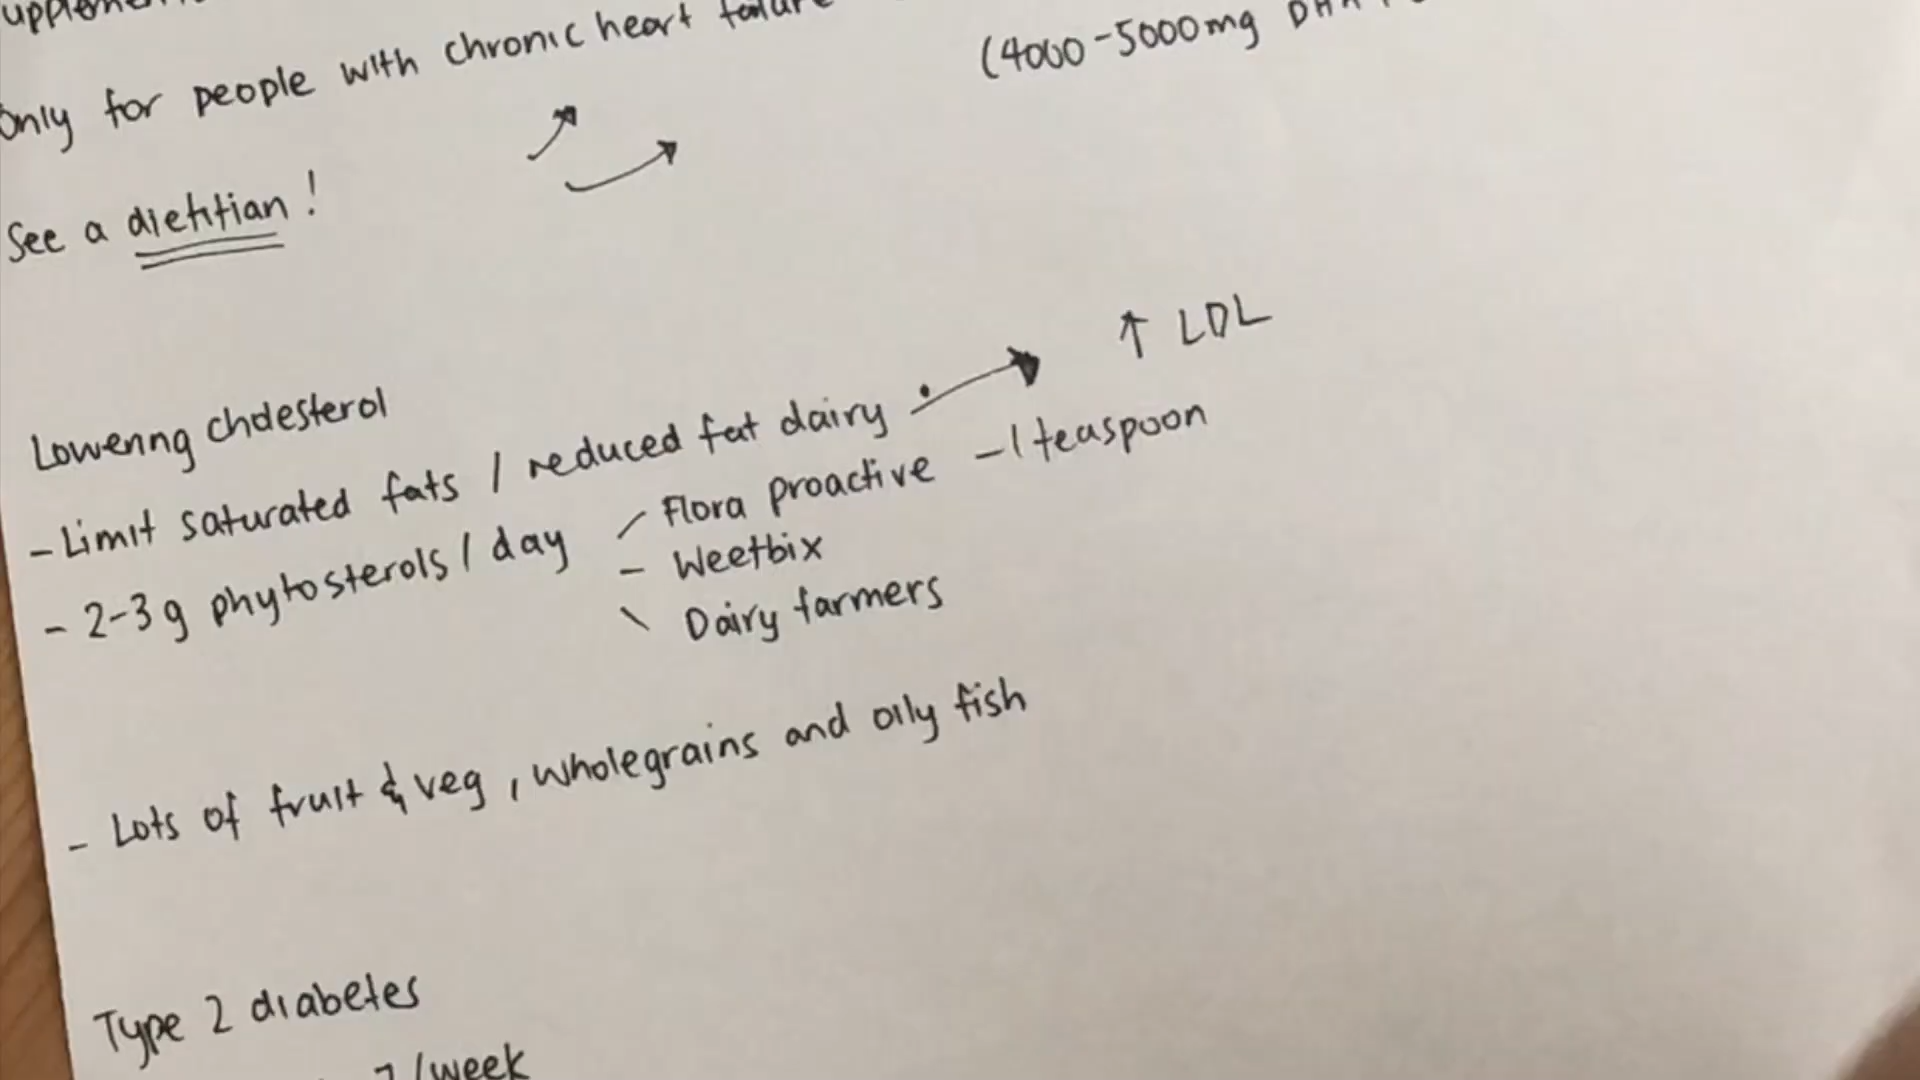 Only for people with chronic heart failure
(4000-5000mg DHA
See a dietitian!
↑ LDL
Lowering cholesterol
- Limit saturated fats / reduced fat dairy
- 2-3g phytosterols / day
Flora proactive - 1 teaspoon
- Weetbix
Dairy farmers
- Lots of fruit & veg, wholegrains and oily fish
Type 2 diabetes
/week